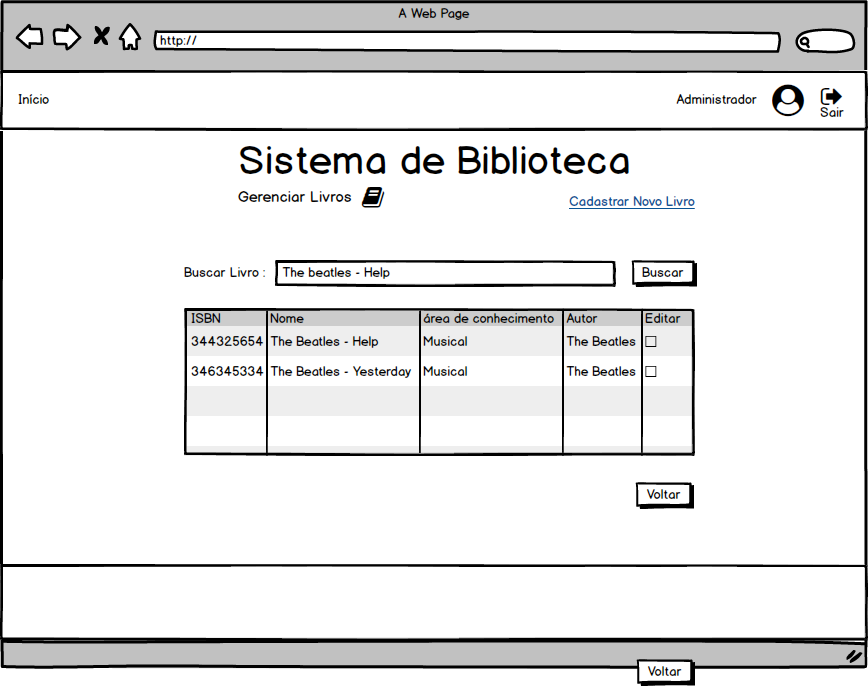 A Web Page
http://
Início
Administrador
Sair
Sistema de Biblioteca
Gerenciar Livros
Cadastrar Novo Livro
Buscar Livro :
The beatles - Help
Buscar
ISBN Nome área de conhecimento Autor Editar
344325654 The Beatles - Help Musical The Beatles
346345334 The Beatles - Yesterday Musical The Beatles
Voltar
Voltar